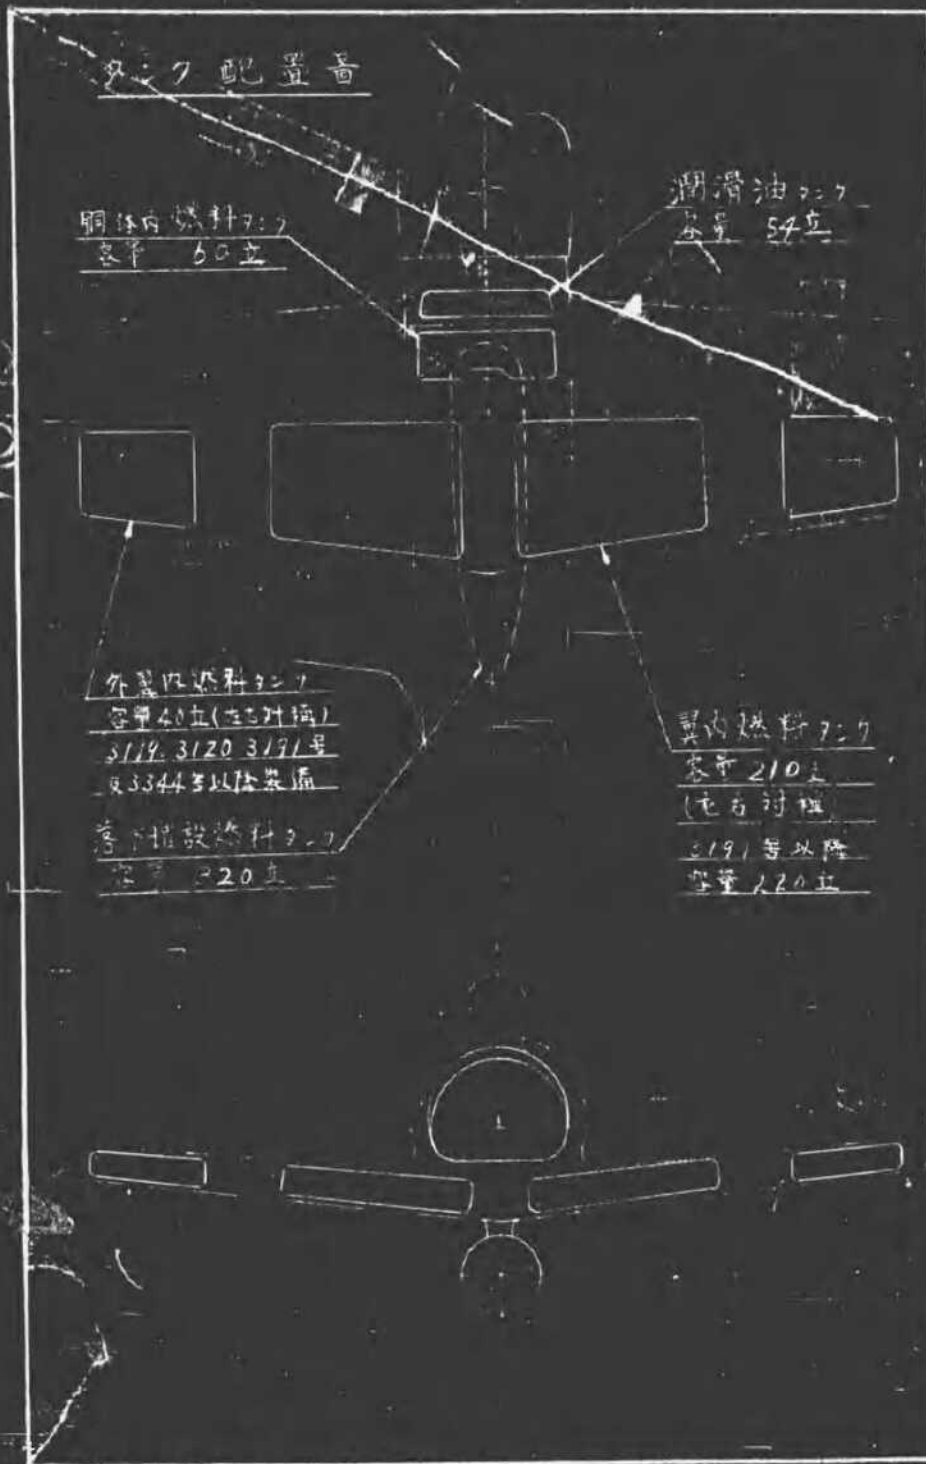 タンク配置圖
潤滑油タンク
容量 54立
胴体内燃料タンク
容量 60立
外翼内燃料タンク
容量40立(左右対稱)
3119. 3120 3191号
及3344号以降装備
落下増設燃料タンク
容量 320立
翼内燃料タンク
容量 210立
(左右対稱)
3191号以降
容量220立